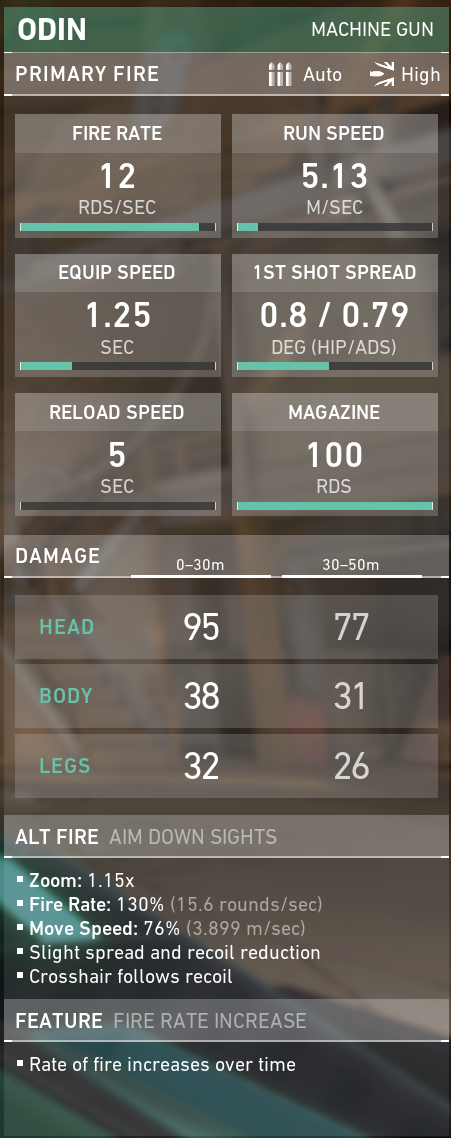 ODIN MACHINE GUN
PRIMARY FIRE Auto High
FIRE RATE RUN SPEED
12 5.13
RDS/SEC M/SEC
EQUIP SPEED 1ST SHOT SPREAD
1.25 0.8 / 0.79
SEC DEG (HIP/ADS)
RELOAD SPEED MAGAZINE
5 100
SEC RDS
DAMAGE 0–30m 30–50m
HEAD 95 77
BODY 38 31
LEGS 32 26
ALT FIRE AIM DOWN SIGHTS
▪ Zoom: 1.15x
▪ Fire Rate: 130% (15.6 rounds/sec)
▪ Move Speed: 76% (3.899 m/sec)
▪ Slight spread and recoil reduction
▪ Crosshair follows recoil
FEATURE FIRE RATE INCREASE
▪ Rate of fire increases over time